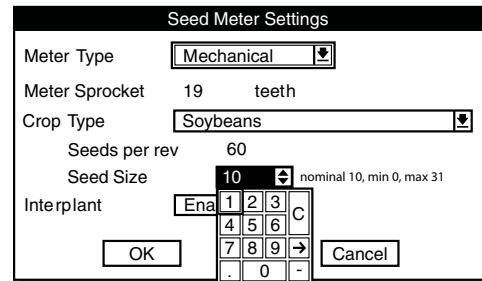 Seed Meter Settings
Meter Type Mechanical
Meter Sprocket 19 teeth
Crop Type Soybeans
Seeds per rev 60
Seed Size 10 nominal 10, min 0, max 31
Interplant Ena 1 2 3 C
4 5 6
OK 7 8 9 → Cancel
. 0 -